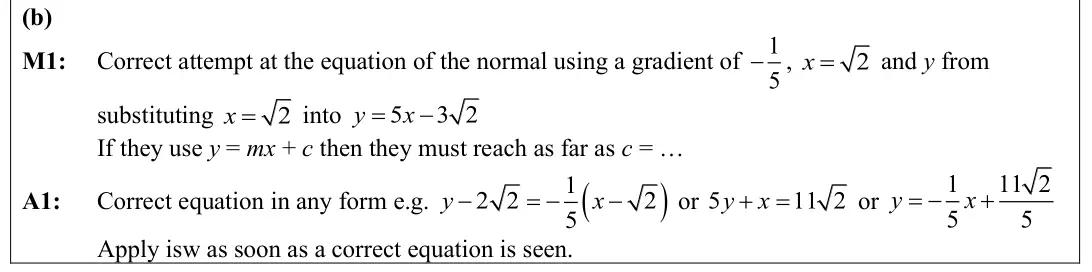 (b)
M1: Correct attempt at the equation of the normal using a gradient of −1/5, x = √2 and y from
substituting x = √2 into y = 5x − 3√2
If they use y = mx + c then they must reach as far as c = …
A1: Correct equation in any form e.g. y − 2√2 = −1/5(x − √2) or 5y + x = 11√2 or y = −1/5x + 11√2/5
Apply isw as soon as a correct equation is seen.